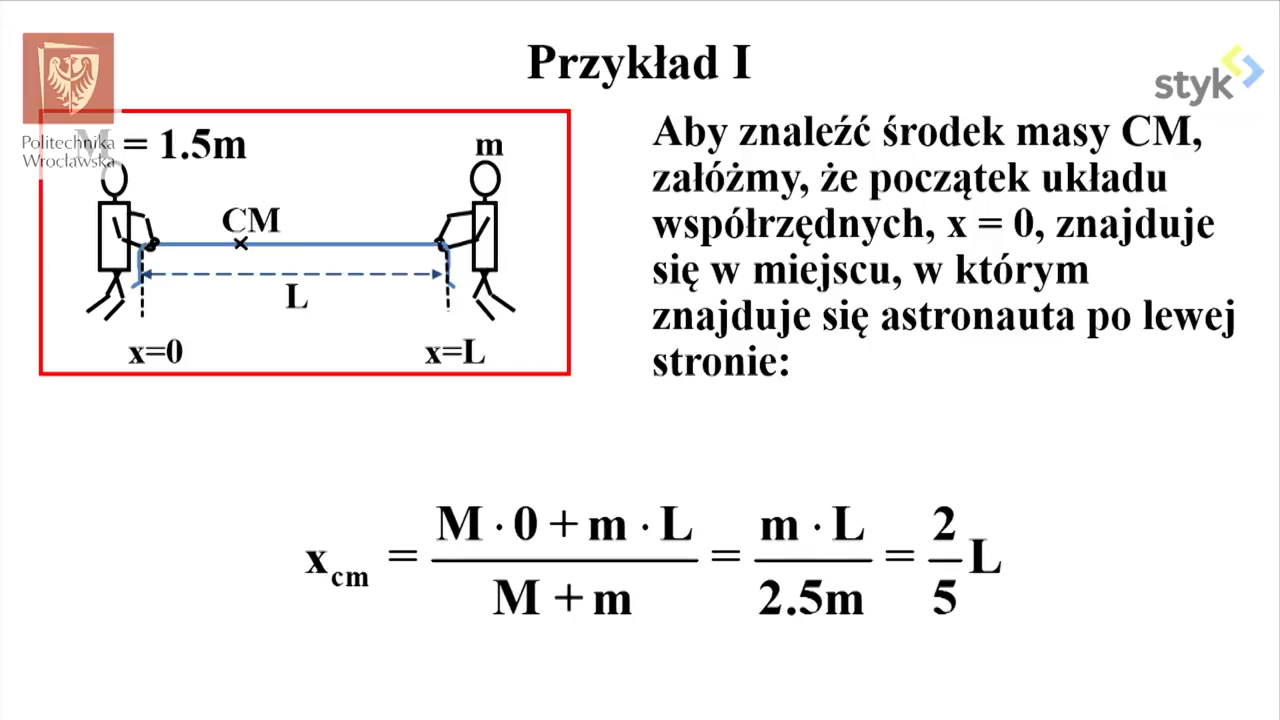 Przykład I
styk
Politechnika
Wrocławska
M = 1.5m
m
CM
L
x=0
x=L
Aby znaleźć środek masy CM,
załóżmy, że początek układu
współrzędnych, x = 0, znajduje
się w miejscu, w którym
znajduje się astronauta po lewej
stronie:
x_cm = (M · 0 + m · L)/(M + m) = (m · L)/(2.5m) = 2/5 L